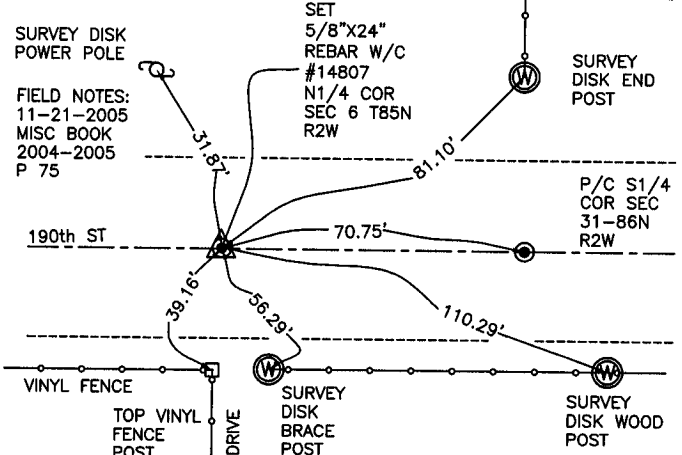 SET
5/8"X24"
REBAR W/C
#14807
N1/4 COR
SEC 6 T85N
R2W
SURVEY DISK
POWER POLE
SURVEY
DISK END
POST
FIELD NOTES:
11-21-2005
MISC BOOK
2004-2005
P 75
31.87'
81.10'
P/C S1/4
COR SEC
31-86N
R2W
190th ST
70.75'
39.16'
56.29'
110.29'
W
W
W
VINYL FENCE
TOP VINYL
FENCE
POST
DRIVE
SURVEY
DISK
BRACE
POST
SURVEY
DISK WOOD
POST